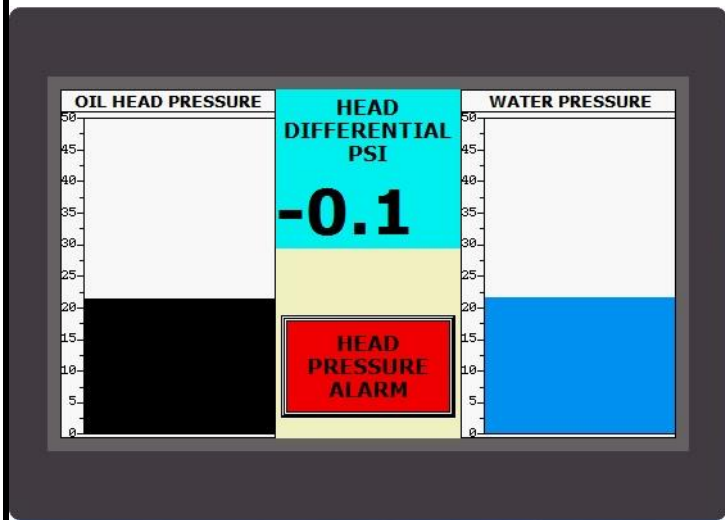 OIL HEAD PRESSURE
50
45
40
35
30
25
20
15
10
5
0
HEAD
DIFFERENTIAL
PSI
-0.1
HEAD
PRESSURE
ALARM
WATER PRESSURE
50
45
40
35
30
25
20
15
10
5
0